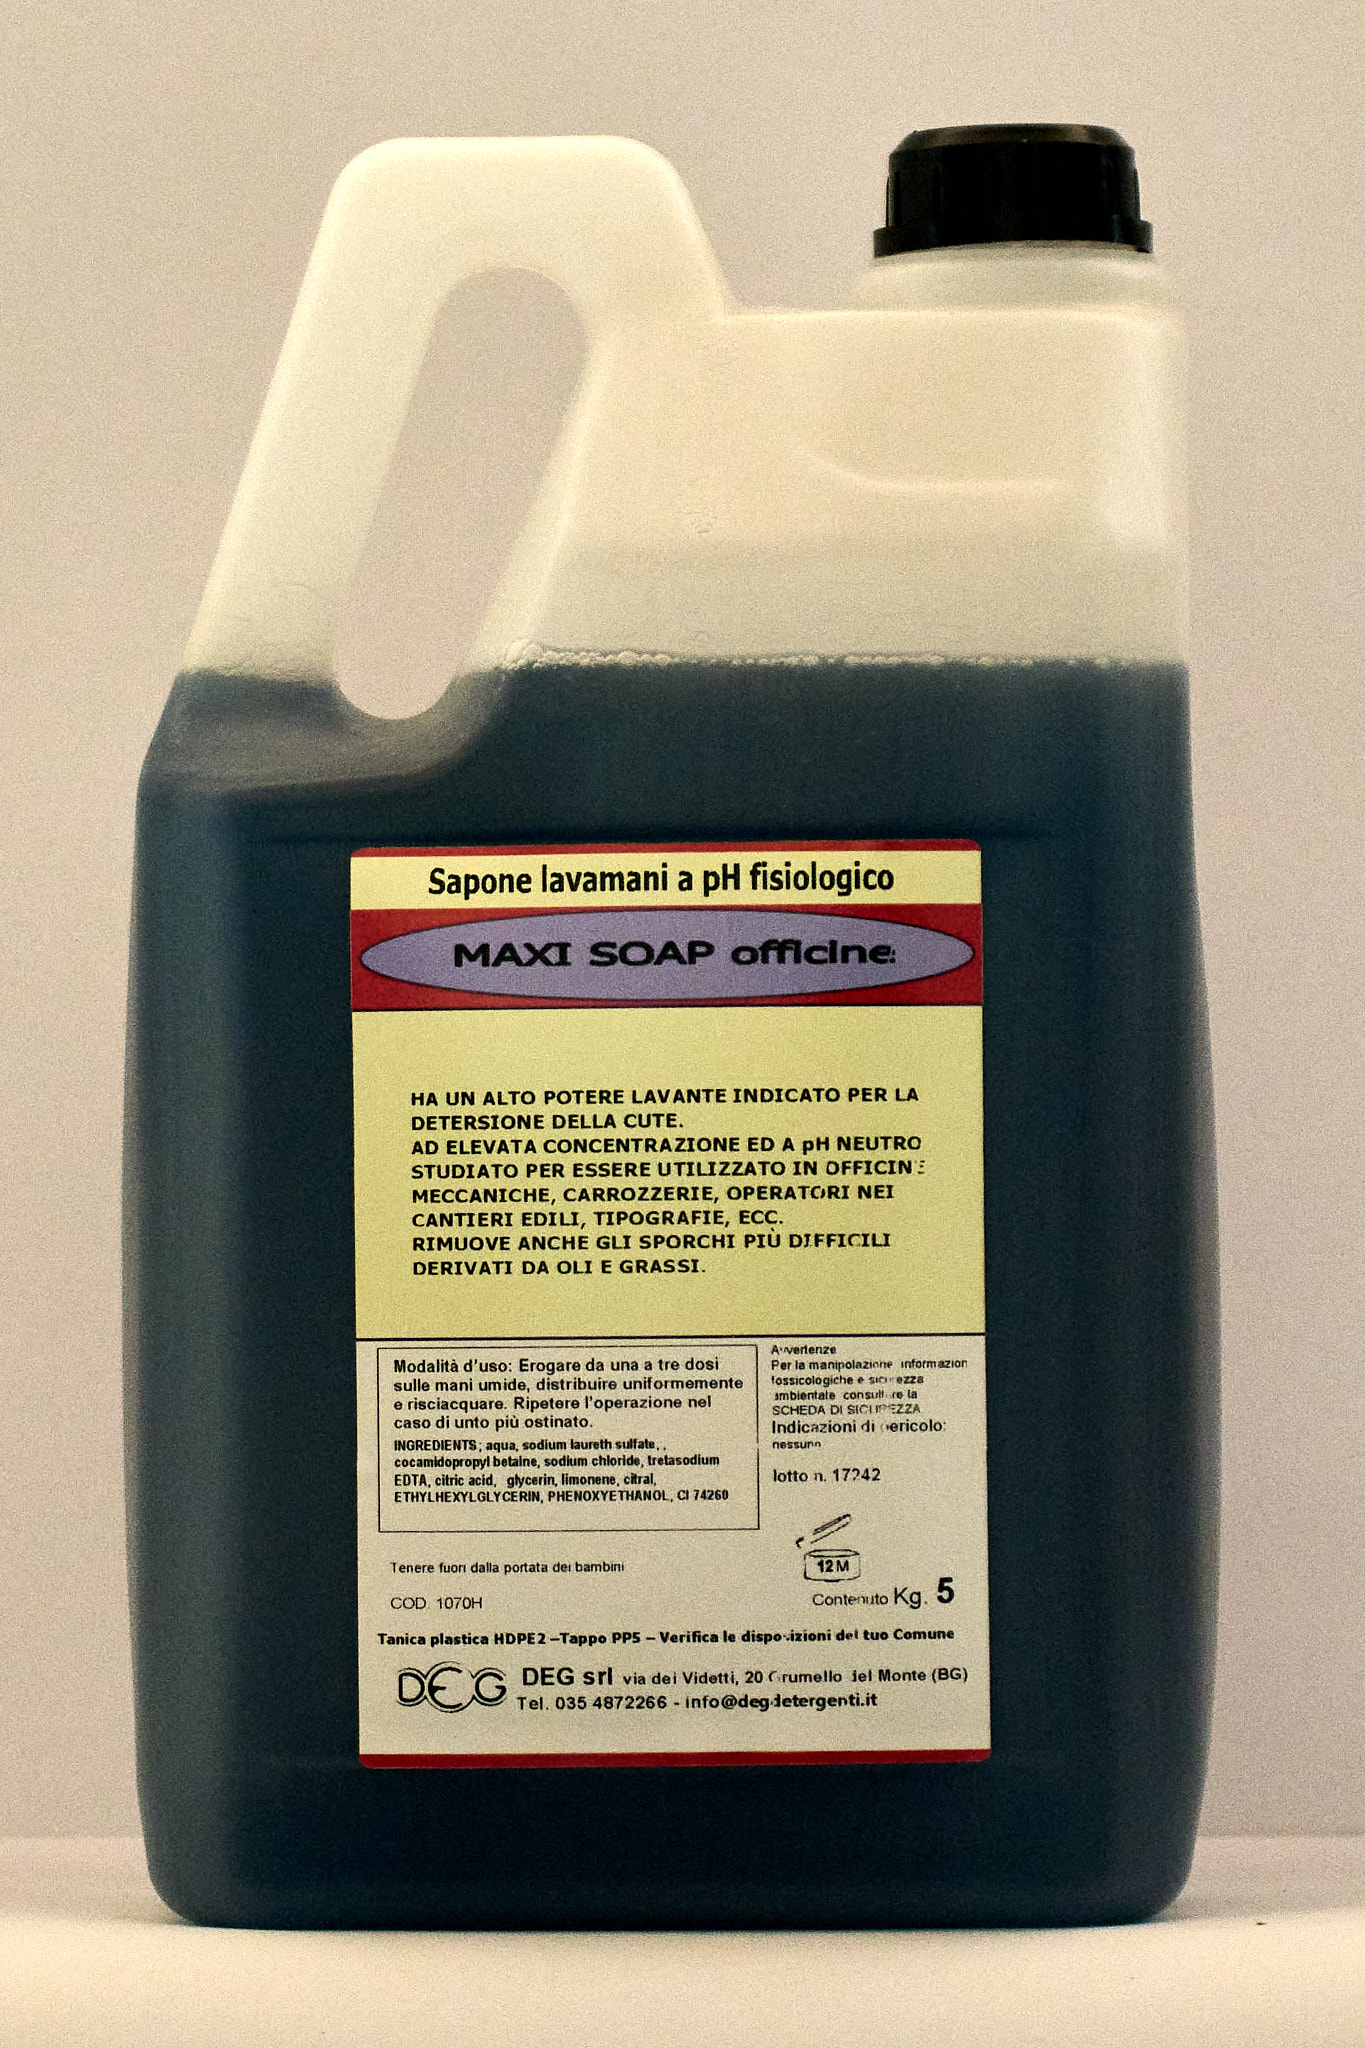 Sapone lavamani a pH fisiologico
MAXI SOAP officine
HA UN ALTO POTERE LAVANTE INDICATO PER LA
DETERSIONE DELLA CUTE.
AD ELEVATA CONCENTRAZIONE ED A pH NEUTRO
STUDIATO PER ESSERE UTILIZZATO IN OFFICINE
MECCANICHE, CARROZZERIE, OPERATORI NEI
CANTIERI EDILI, TIPOGRAFIE, ECC.
RIMUOVE ANCHE GLI SPORCHI PIÙ DIFFICILI
DERIVATI DA OLI E GRASSI.
Modalità d'uso: Erogare da una a tre dosi
sulle mani umide, distribuire uniformemente
e risciacquare. Ripetere l'operazione nel
caso di unto più ostinato.
INGREDIENTS; aqua, sodium laureth sulfate, ,
cocamidopropyl betaine, sodium chloride, tretasodium
EDTA, citric acid, glycerin, limonene, citral,
ETHYLHEXYLGLYCERIN, PHENOXYETHANOL, CI 74260
Avvertenze
Per la manipolazione informazion
tossicologiche e sicurezza
ambientale consultare la
SCHEDA DI SICUREZZA
Indicazioni di pericolo:
nessuno
lotto n. 17242
12M
Contenuto Kg. 5
Tenere fuori dalla portata dei bambini
COD. 1070H
Tanica plastica HDPE2 –Tappo PP5 – Verifica le disposizioni del tuo Comune
DEG DEG srl via dei Videtti, 20 Grumello del Monte (BG)
Tel. 035 4872266 - info@degdetergenti.it